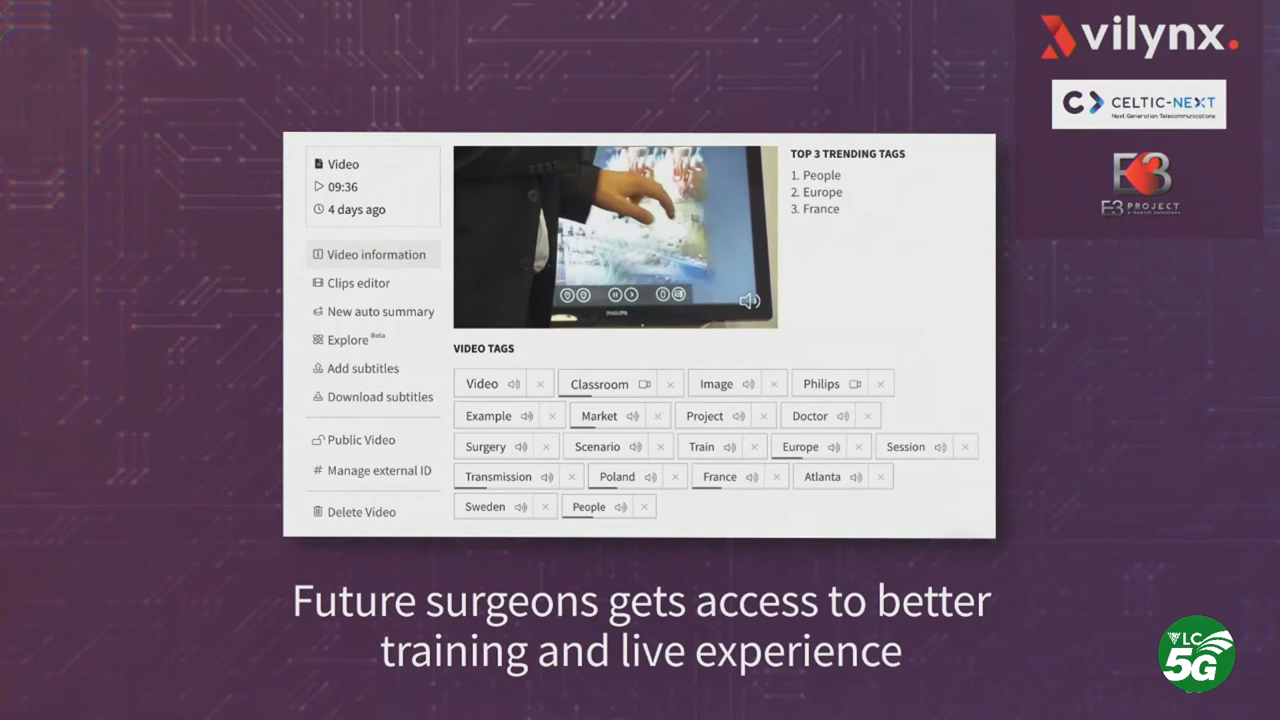 vilynx.
CELTIC-NEXT
Next Generation Telecommunications
E3
E3 PROJECT
e-health solutions
Video
09:36
4 days ago
Video information
Clips editor
New auto summary
Explore Beta
Add subtitles
Download subtitles
Public Video
# Manage external ID
Delete Video
PHILIPS
TOP 3 TRENDING TAGS
1. People
2. Europe
3. France
VIDEO TAGS
Video Classroom Image Philips
Example Market Project Doctor
Surgery Scenario Train Europe Session
Transmission Poland France Atlanta
Sweden People
Future surgeons gets access to better
training and live experience
VLC
5G